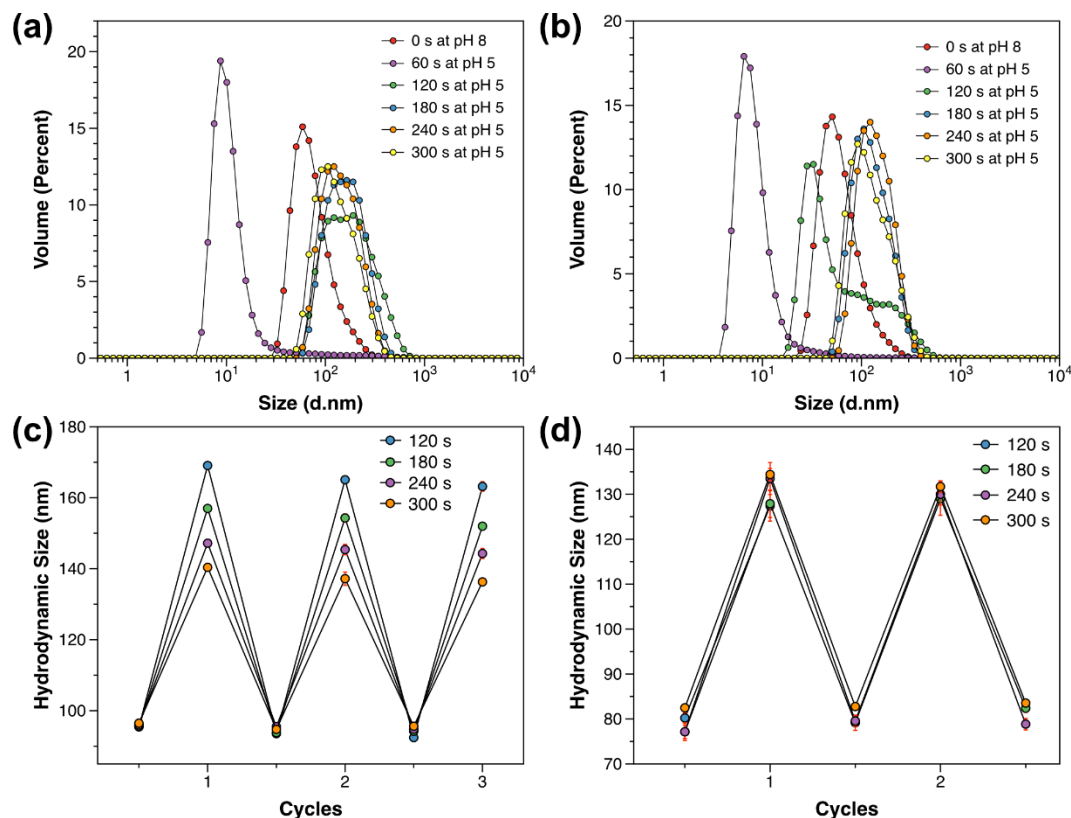 (a)
0 s at pH 8
60 s at pH 5
120 s at pH 5
180 s at pH 5
240 s at pH 5
300 s at pH 5
Volume (Percent)
20
15
10
5
0
1
10¹
10²
10³
10⁴
Size (d.nm)
(b)
0 s at pH 8
60 s at pH 5
120 s at pH 5
180 s at pH 5
240 s at pH 5
300 s at pH 5
Volume (Percent)
20
15
10
5
0
1
10¹
10²
10³
10⁴
Size (d.nm)
(c)
120 s
180 s
240 s
300 s
Hydrodynamic Size (nm)
180
160
140
120
100
1
2
3
Cycles
(d)
120 s
180 s
240 s
300 s
Hydrodynamic Size (nm)
140
130
120
110
100
90
80
70
1
2
Cycles